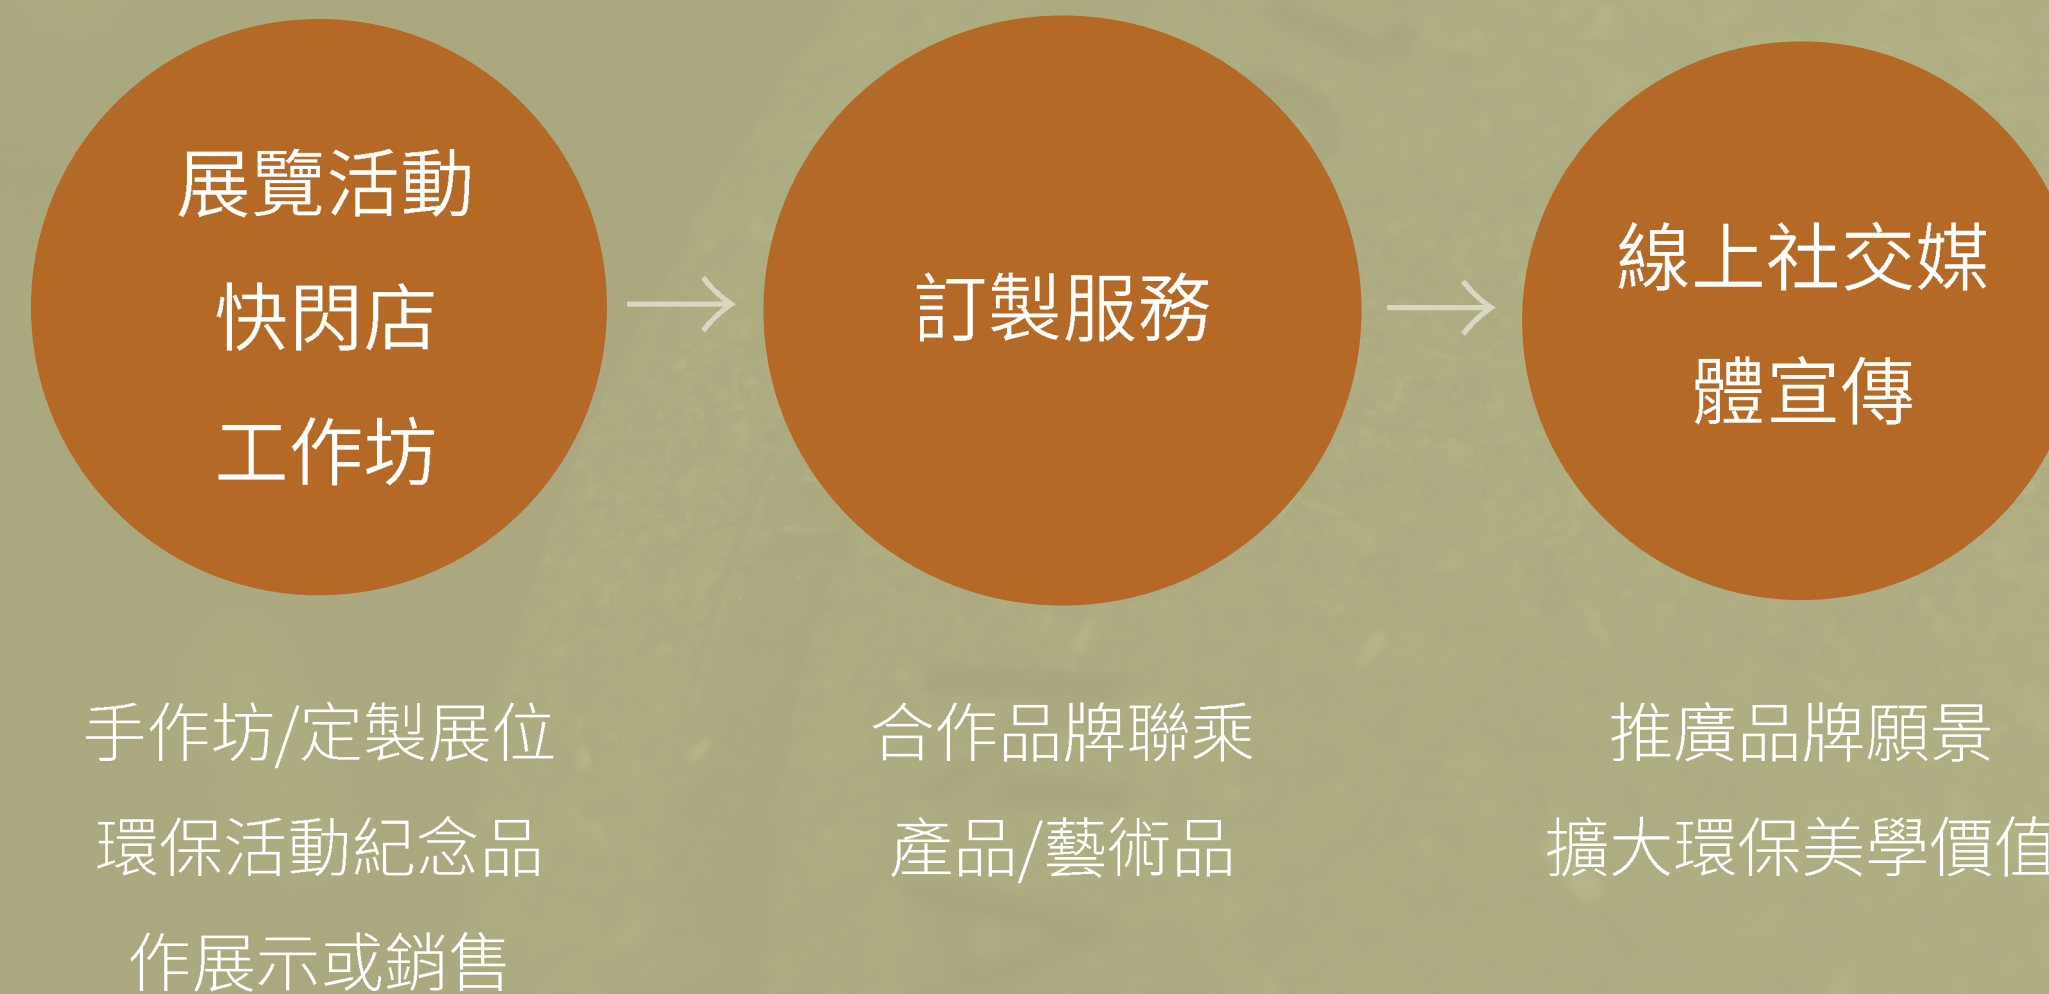 展覽活動
快閃店
工作坊
訂製服務
線上社交媒
體宣傳
手作坊/定製展位
環保活動紀念品
作展示或銷售
合作品牌聯乘
產品/藝術品
推廣品牌願景
擴大環保美學價值